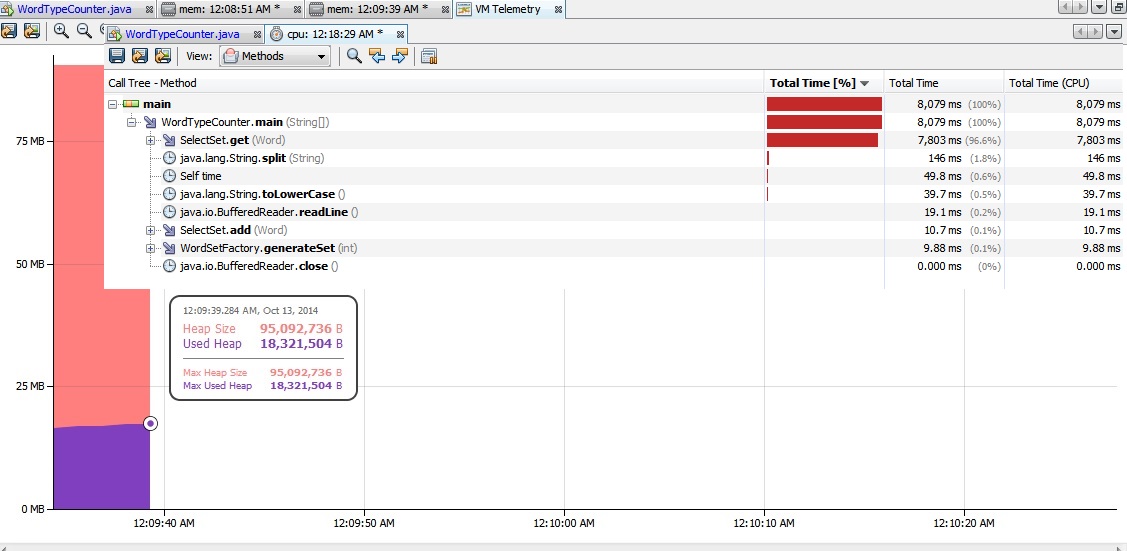 WordTypeCounter.java mem: 12:08:51 AM * mem: 12:09:39 AM * VM Telemetry
WordTypeCounter.java cpu: 12:18:29 AM *
View: Methods
Call Tree - Method Total Time [%] Total Time Total Time (CPU)
main 8,079 ms (100%) 8,079 ms
WordTypeCounter.main (String[]) 8,079 ms (100%) 8,079 ms
SelectSet.get (Word) 7,803 ms (96.6%) 7,803 ms
java.lang.String.split (String) 146 ms (1.8%) 146 ms
Self time 49.8 ms (0.6%) 49.8 ms
java.lang.String.toLowerCase () 39.7 ms (0.5%) 39.7 ms
java.io.BufferedReader.readLine () 19.1 ms (0.2%) 19.1 ms
SelectSet.add (Word) 10.7 ms (0.1%) 10.7 ms
WordSetFactory.generateSet (int) 9.88 ms (0.1%) 9.88 ms
java.io.BufferedReader.close () 0.000 ms (0%) 0.000 ms
75 MB
50 MB
25 MB
0 MB
12:09:39.284 AM, Oct 13, 2014
Heap Size 95,092,736 B
Used Heap 18,321,504 B
Max Heap Size 95,092,736 B
Max Used Heap 18,321,504 B
12:09:40 AM 12:09:50 AM 12:10:00 AM 12:10:10 AM 12:10:20 AM